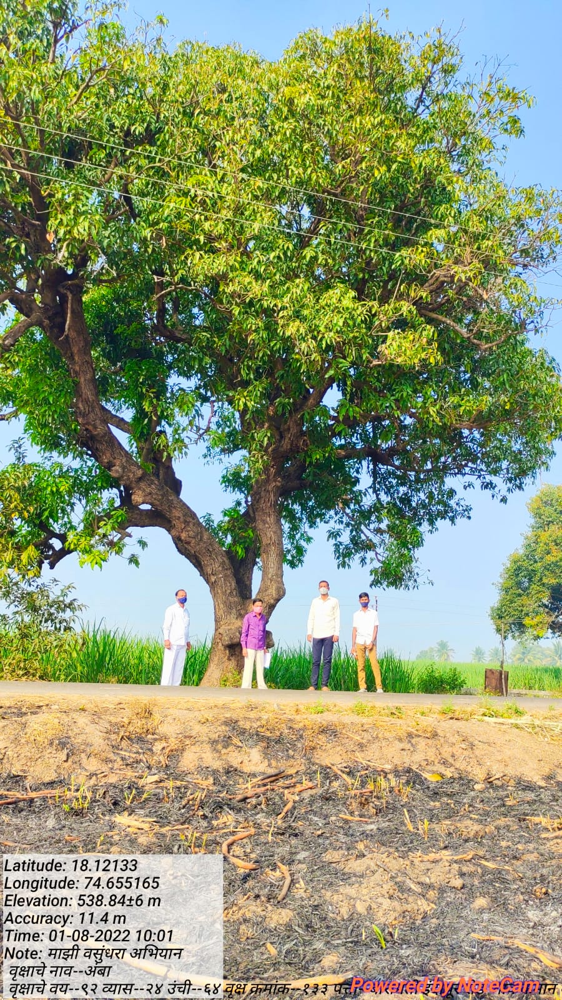 Latitude: 18.12133
Longitude: 74.655165
Elevation: 538.84±6 m
Accuracy: 11.4 m
Time: 01-08-2022 10:01
Note: माझी वसुंधरा अभियान
वृक्षाचे नाव--अंबा
वृक्षाचे वय--९२ व्यास--२४ उंची--६४ वृक्ष क्रमांक--१३३
Powered by NoteCam